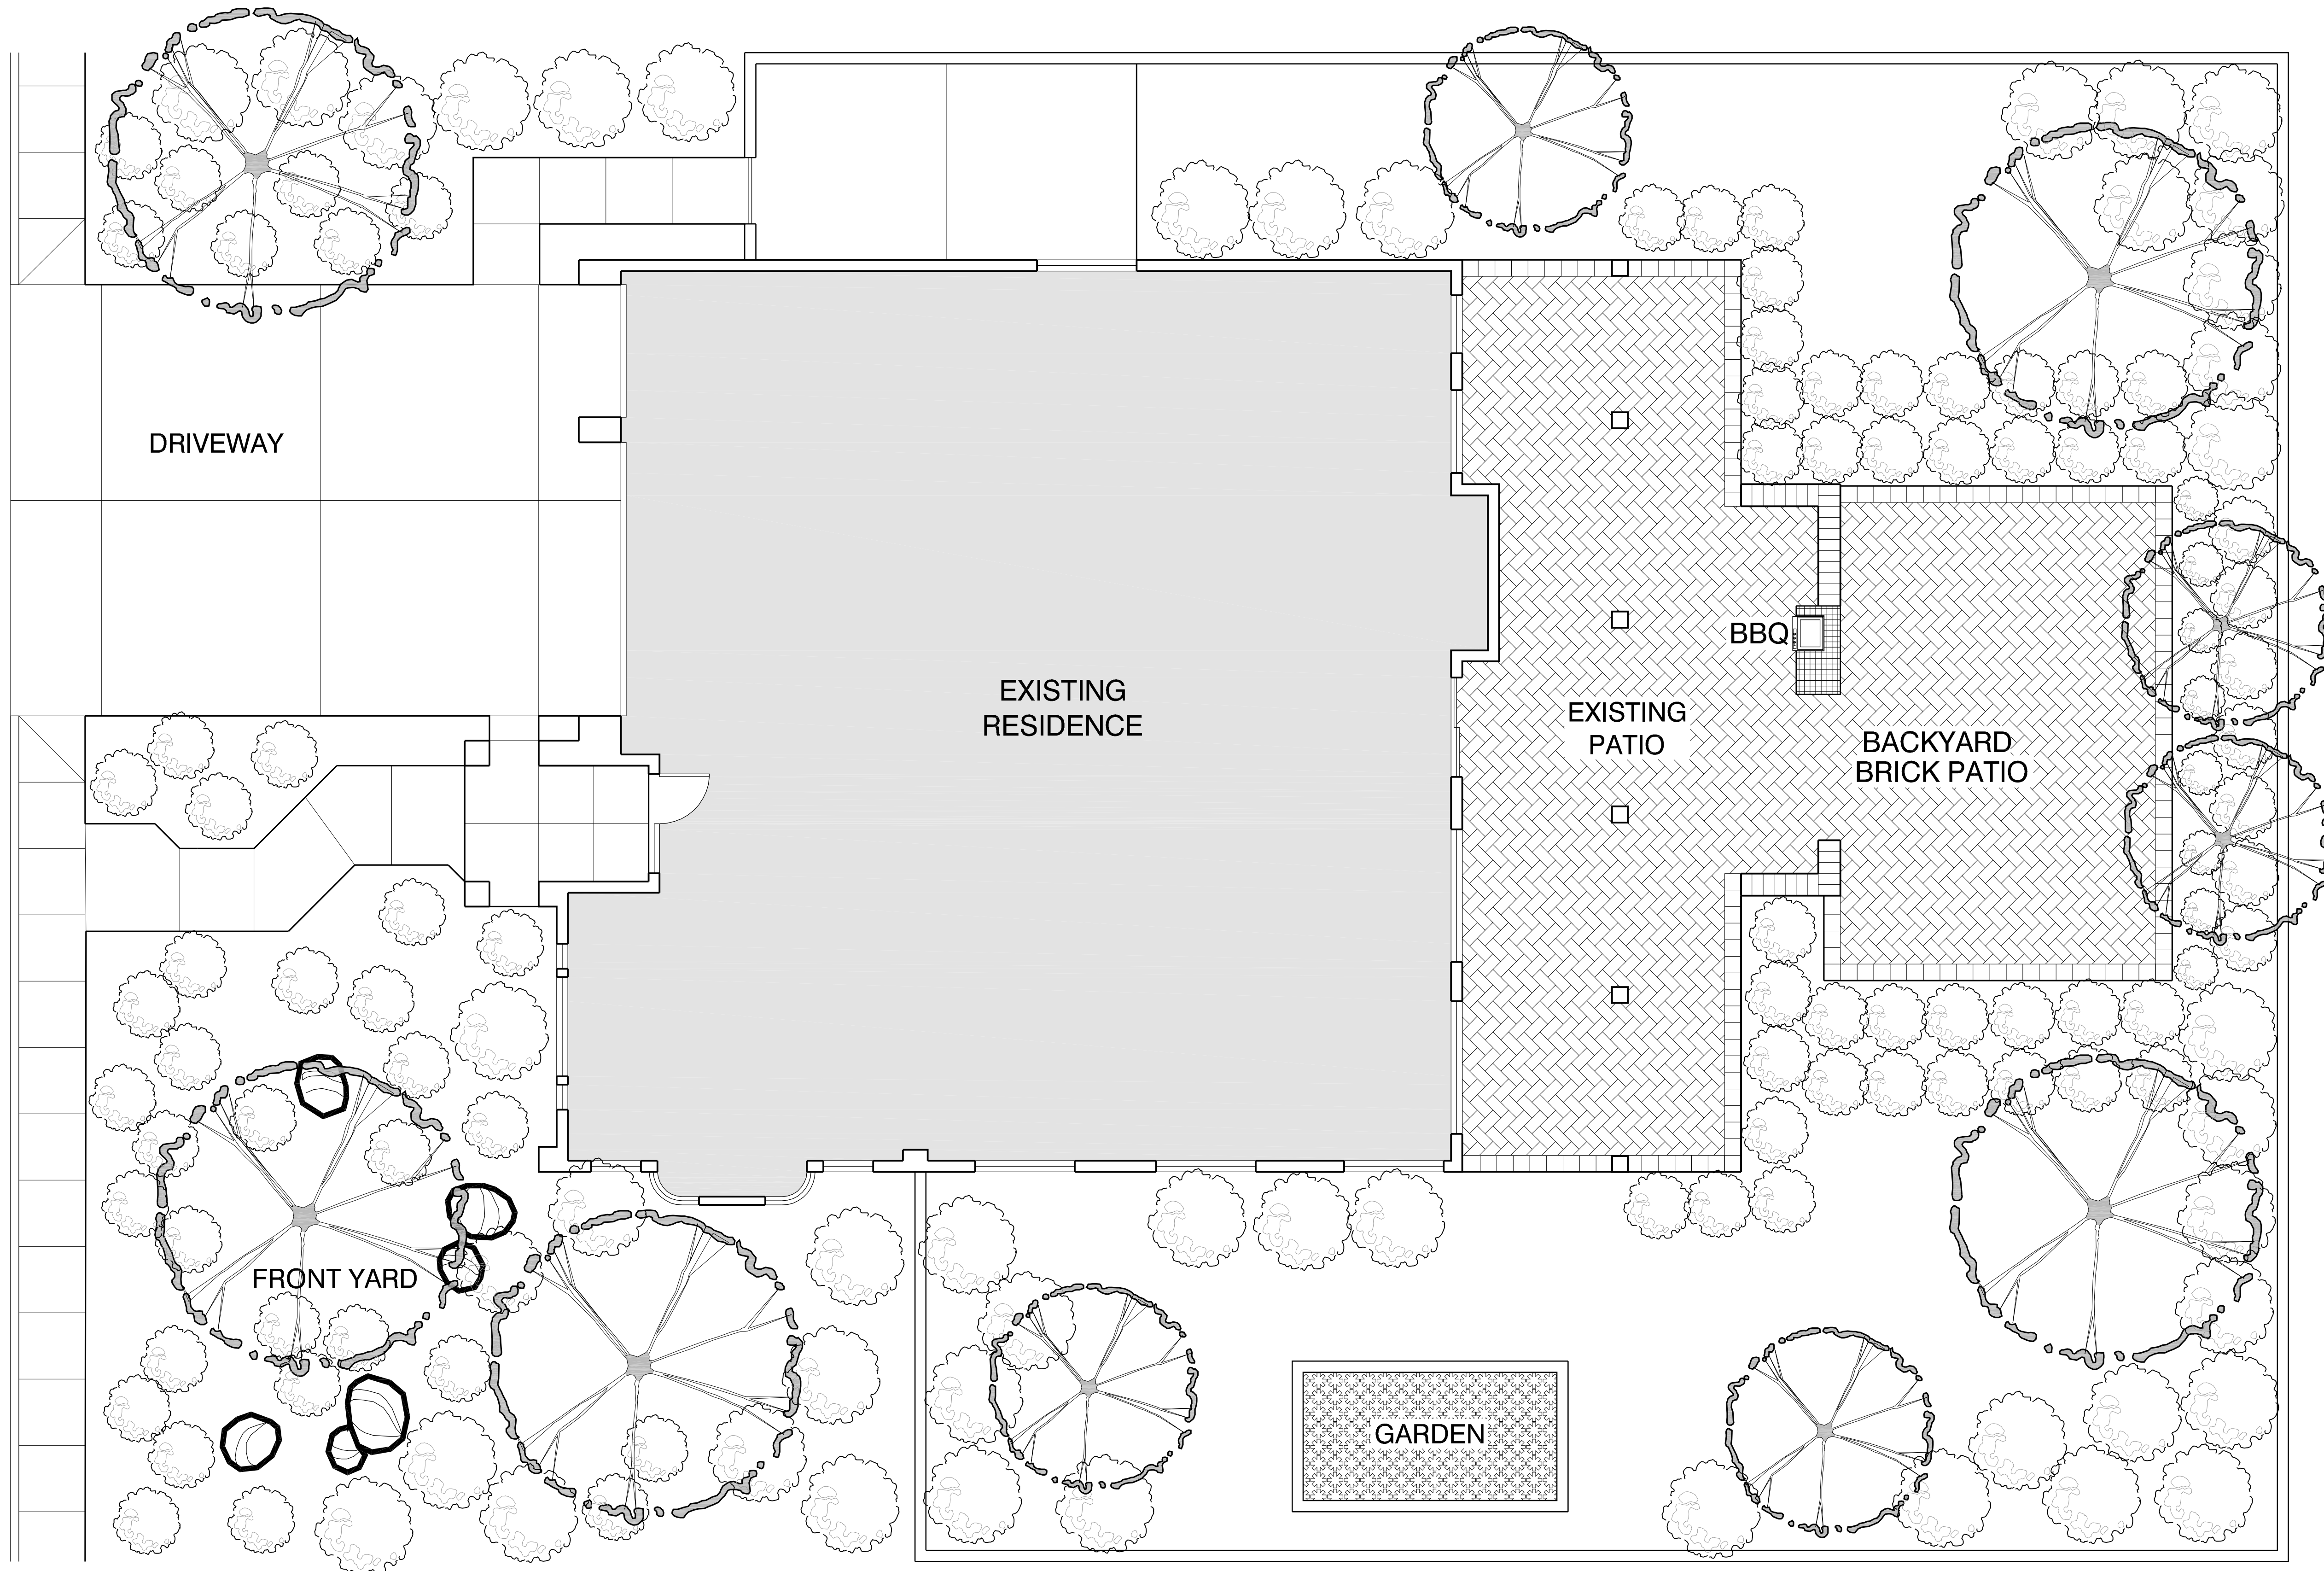 DRIVEWAY
BBQ
EXISTING
RESIDENCE
EXISTING
PATIO
BACKYARD
BRICK PATIO
FRONT YARD
GARDEN